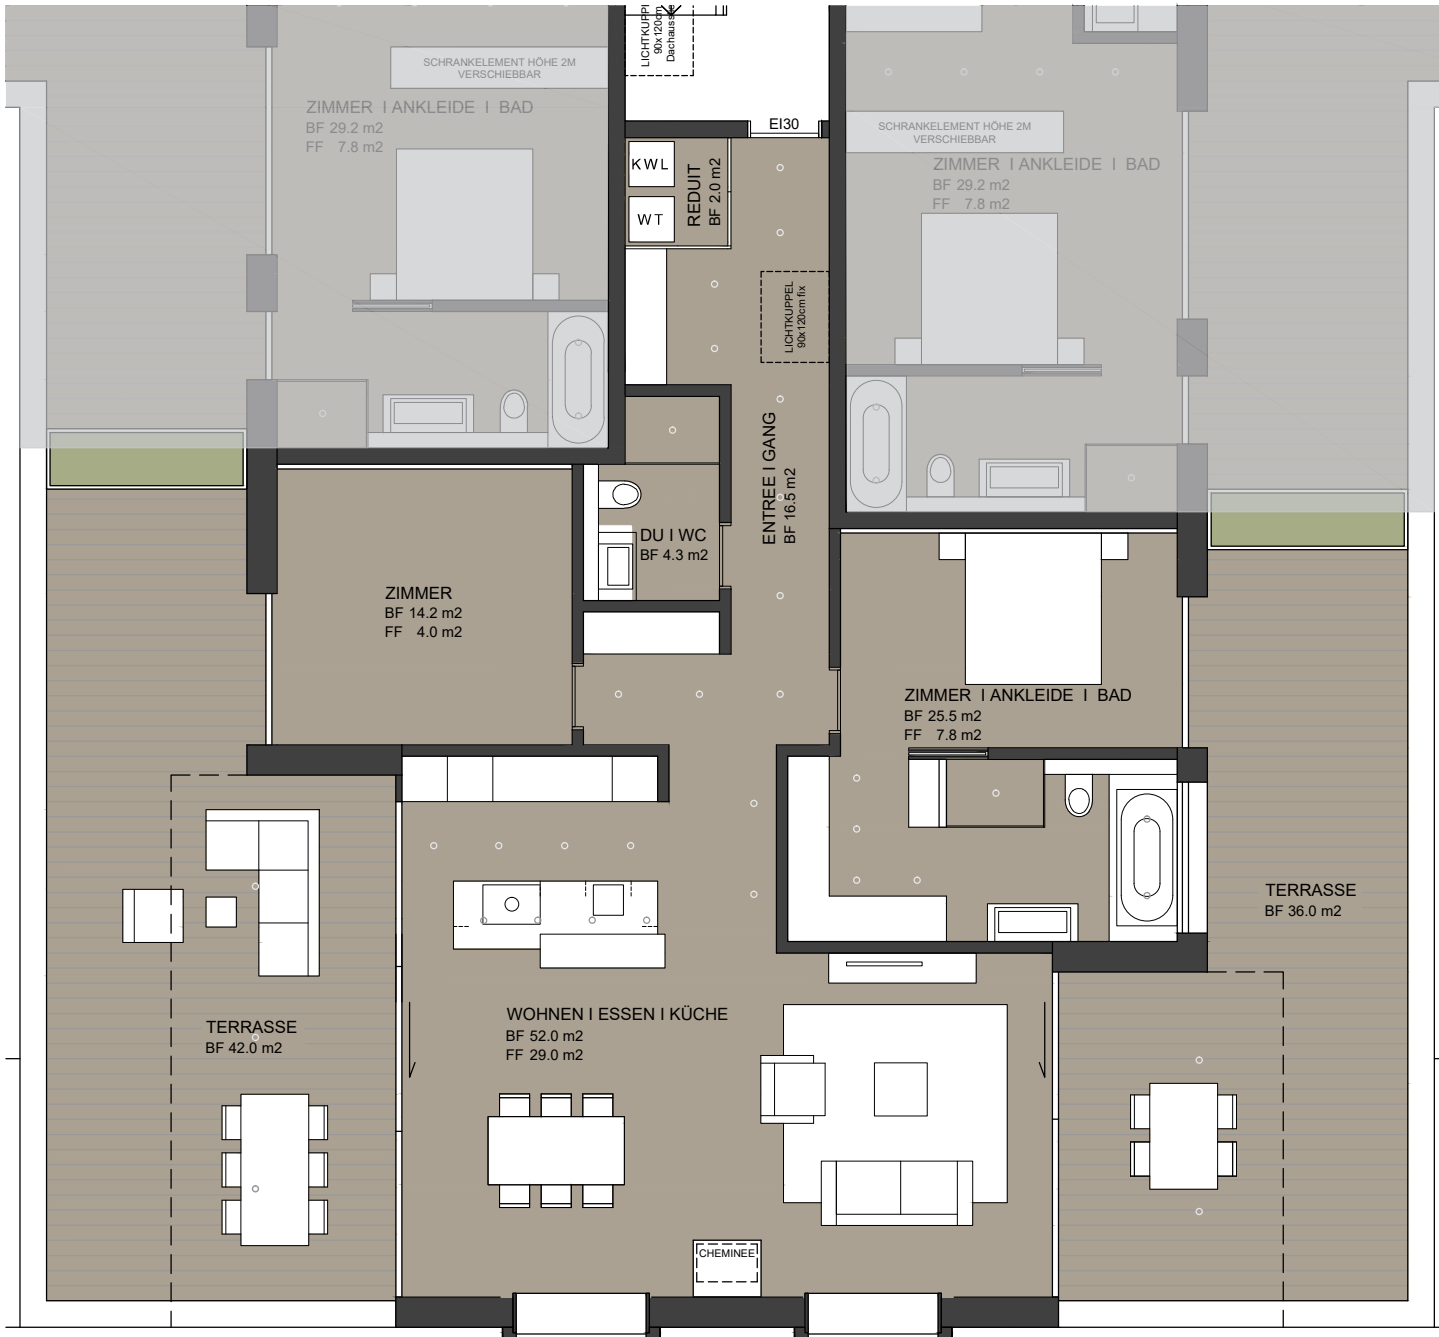 LICHTKUPPEL
90x120cm
SCHRANKELEMENT HÖHE 2M
VERSCHIEBBAR
ZIMMER I ANKLEIDE I BAD
BF 29.2 m2
FF 7.8 m2
EI30
SCHRANKELEMENT HÖHE 2M
VERSCHIEBBAR
ZIMMER I ANKLEIDE I BAD
BF 29.2 m2
FF 7.8 m2
KWL
WT
REDUIT
BF 2.0 m2
LICHTKUPPEL
90x120cm fix
ENTREE I GANG
BF 16.5 m2
DU I WC
BF 4.3 m2
ZIMMER
BF 14.2 m2
FF 4.0 m2
ZIMMER I ANKLEIDE I BAD
BF 25.5 m2
FF 7.8 m2
TERRASSE
BF 36.0 m2
WOHNEN I ESSEN I KÜCHE
BF 52.0 m2
FF 29.0 m2
TERRASSE
BF 42.0 m2
CHEMINEE